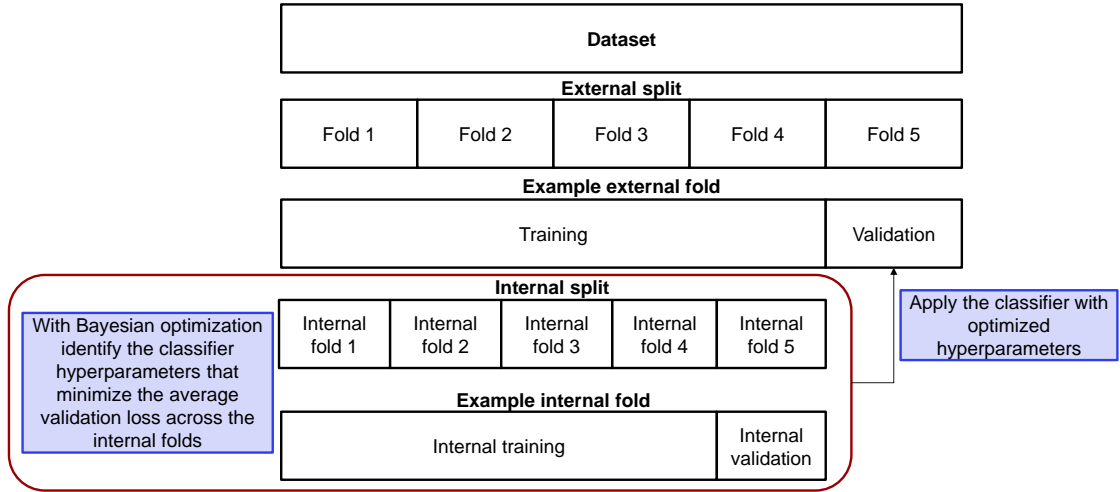 Dataset
External split
Fold 1
Fold 2
Fold 3
Fold 4
Fold 5
Example external fold
Training
Validation
Internal split
Internal
fold 1
Internal
fold 2
Internal
fold 3
Internal
fold 4
Internal
fold 5
With Bayesian optimization
identify the classifier
hyperparameters that
minimize the average
validation loss across the
internal folds
Apply the classifier with
optimized
hyperparameters
Example internal fold
Internal training
Internal
validation